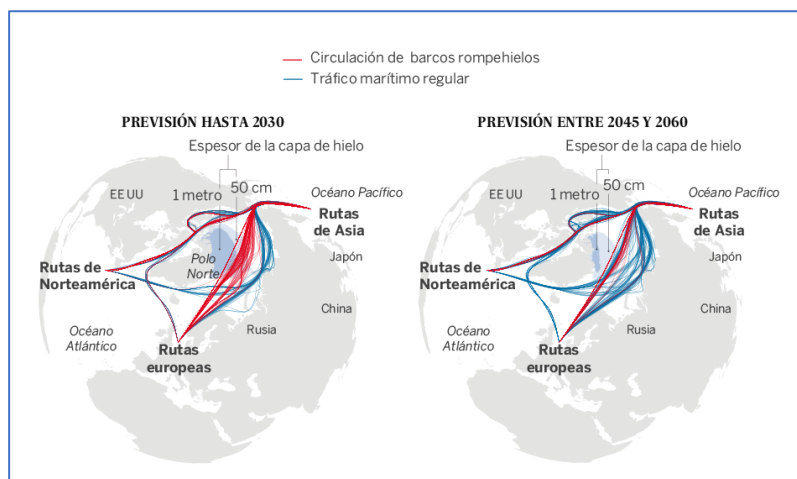 Circulación de barcos rompehielos
Tráfico marítimo regular
PREVISIÓN HASTA 2030
Espesor de la capa de hielo
EE UU
1 metro
50 cm
Océano Pacífico
Rutas
de Asia
Polo
Norte
Japón
Rutas de
Norteamérica
China
Océano
Atlántico
Rusia
Rutas
europeas
PREVISIÓN ENTRE 2045 Y 2060
Espesor de la capa de hielo
EE UU
1 metro
50 cm
Océano Pacífico
Rutas
de Asia
Japón
Rutas de
Norteamérica
China
Océano
Atlántico
Rusia
Rutas
europeas